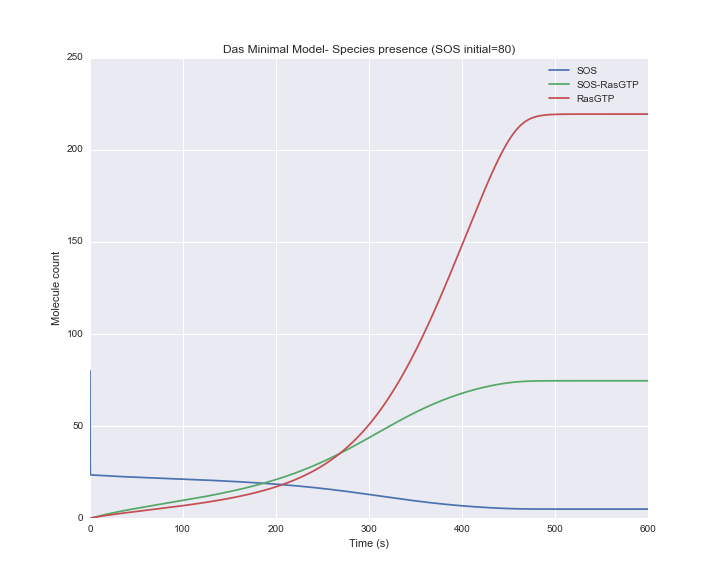 Das Minimal Model- Species presence (SOS initial=80)
250
200
150
100
50
0
Molecule count
SOS
SOS-RasGTP
RasGTP
0 100 200 300 400 500 600
Time (s)